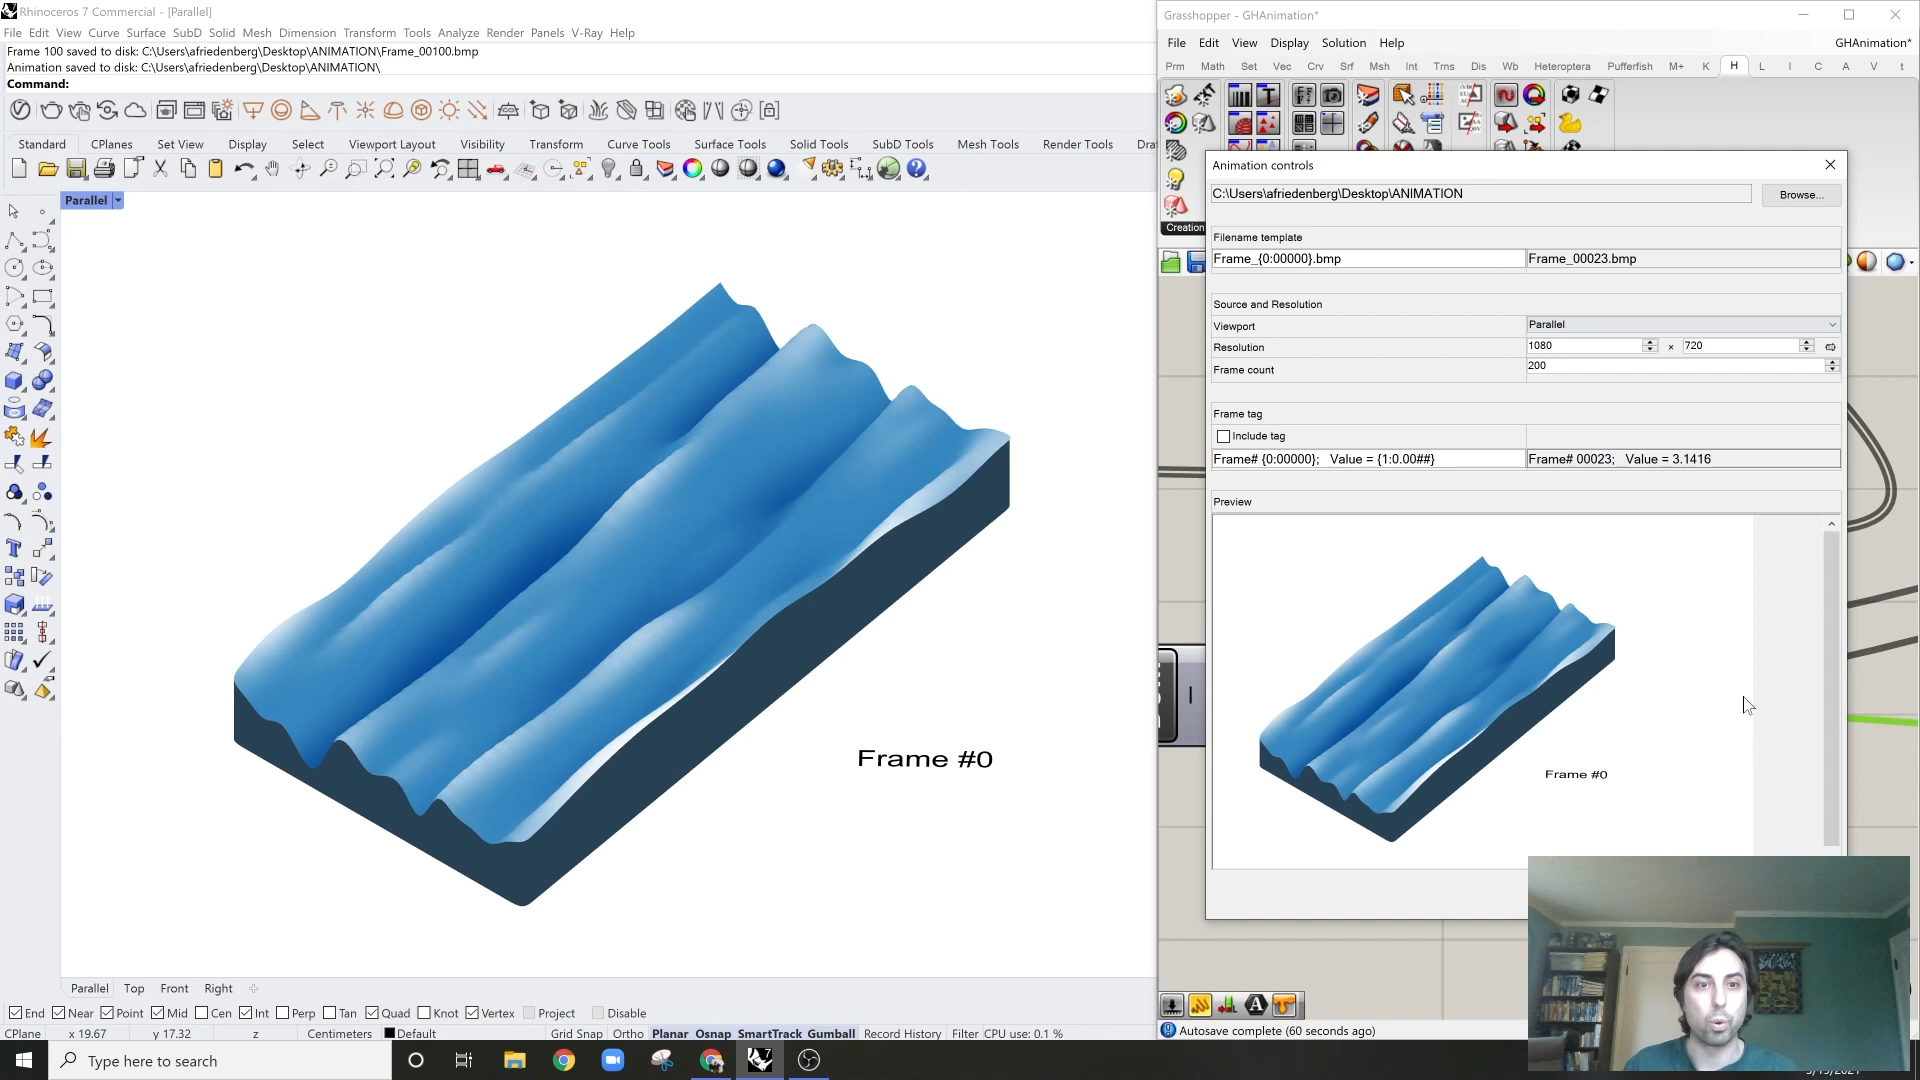 Rhinoceros 7 Commercial - [Parallel]
File Edit View Curve Surface SubD Solid Mesh Dimension Transform Tools Analyze Render Panels V-Ray Help
Frame 100 saved to disk: C:\Users\afriedenberg\Desktop\ANIMATION\Frame_00100.bmp
Animation saved to disk: C:\Users\afriedenberg\Desktop\ANIMATION\
Command:
Standard CPlanes Set View Display Select Viewport Layout Visibility Transform Curve Tools Surface Tools Solid Tools SubD Tools Mesh Tools Render Tools
Parallel
Frame #0
Parallel Top Front Right
End Near Point Mid Cen Int Perp Tan Quad Knot Vertex Project Disable
CPlane x 19.67 y 17.32 z Centimeters Default Grid Snap Ortho Planar Osnap SmartTrack Gumball Record History Filter CPU use: 0.1 %
Type here to search
Grasshopper - GHAnimation*
File Edit View Display Solution Help GHAnimation*
Prm Math Set Vec Crv Srf Msh Int Trns Dis Wb Heteroptera Pufferfish M+ K H L I C A V t
Creation
Animation controls
C:\Users\afriedenberg\Desktop\ANIMATION Browse...
Filename template
Frame_{0:00000}.bmp Frame_00023.bmp
Source and Resolution
Viewport Parallel
Resolution 1080 × 720
Frame count 200
Frame tag
Include tag
Frame# {0:00000}; Value = {1:0.00##} Frame# 00023; Value = 3.1416
Preview
Frame #0
Autosave complete (60 seconds ago)